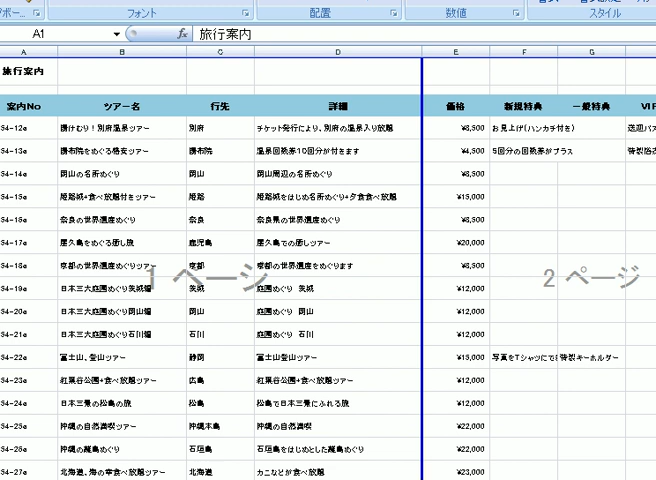 フォント 配置 数値 スタイル
A1 fx 旅行案内
A B C D E F G
旅行案内
案内No ツアー名 行先 詳細 価格 新規特典 一般特典 VIP
S4-12e 湯けむり！別府温泉ツアー 別府 チケット発行により、別府の温泉入り放題 ¥8,500 お見上げ(ハンカチ付き) 送迎バス
S4-13e 湯布院をめぐる格安ツアー 湯布院 温泉回数券10回分が付きます ¥4,500 5回分の回数券がプラス
S4-14e 岡山の名所めぐり 岡山 岡山周辺の名所めぐり ¥8,500
S4-15e 姫路城+食べ放題付きツアー 姫路 姫路城をはじめ名所めぐり+夕食食べ放題 ¥15,000
S4-16e 奈良の世界遺産めぐり 奈良 奈良県の世界遺産めぐり ¥8,500
S4-17e 屋久島をめぐる癒し旅 鹿児島 屋久島での癒しツアー ¥20,000
S4-18e 京都の世界遺産めぐりツアー 京都 京都の世界遺産をめぐります ¥8,500
1 ページ 2 ページ
S4-19e 日本三大庭園めぐり茨城編 茨城 庭園めぐり 茨城 ¥12,000
S4-20e 日本三大庭園めぐり岡山編 岡山 庭園めぐり 岡山 ¥12,000
S4-21e 日本三大庭園めぐり石川編 石川 庭園めぐり 石川 ¥12,000
S4-22e 富士山、登山ツアー 静岡 富士山登山ツアー ¥15,000 写真をTシャツにでき 特製キーホルダー
S4-23e 紅葉谷公園+食べ放題ツアー 広島 紅葉谷公園+食べ放題ツアー ¥12,000
S4-24e 日本三景の松島の旅 松島 松島で日本三景にふれる旅 ¥12,000
S4-25e 沖縄の自然満喫ツアー 沖縄本島 沖縄の自然満喫 ¥22,000
S4-26e 沖縄の離島めぐり 石垣島 石垣島をはじめとした離島めぐり ¥22,000
S4-27e 北海道、海の幸食べ放題ツアー 北海道 カニなどが食べ放題 ¥23,000